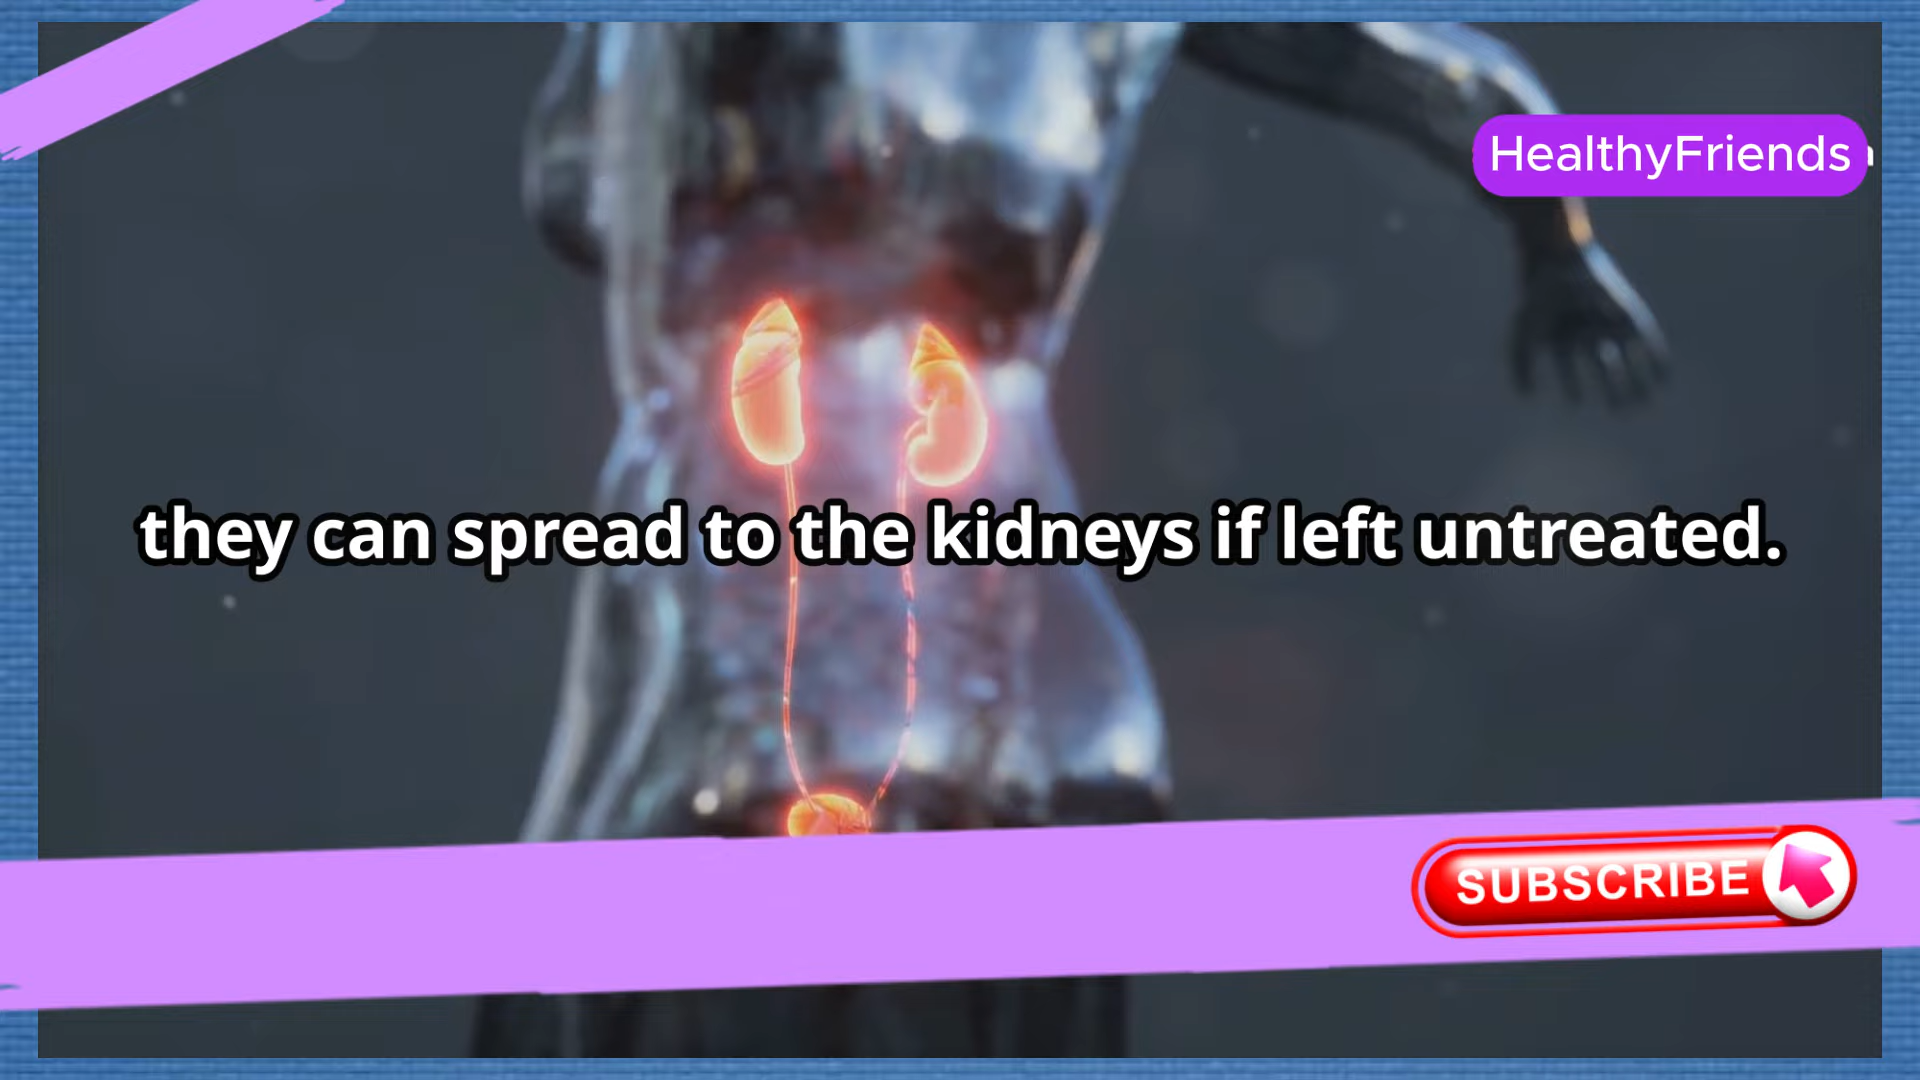 HealthyFriends
they can spread to the kidneys if left untreated.
SUBSCRIBE